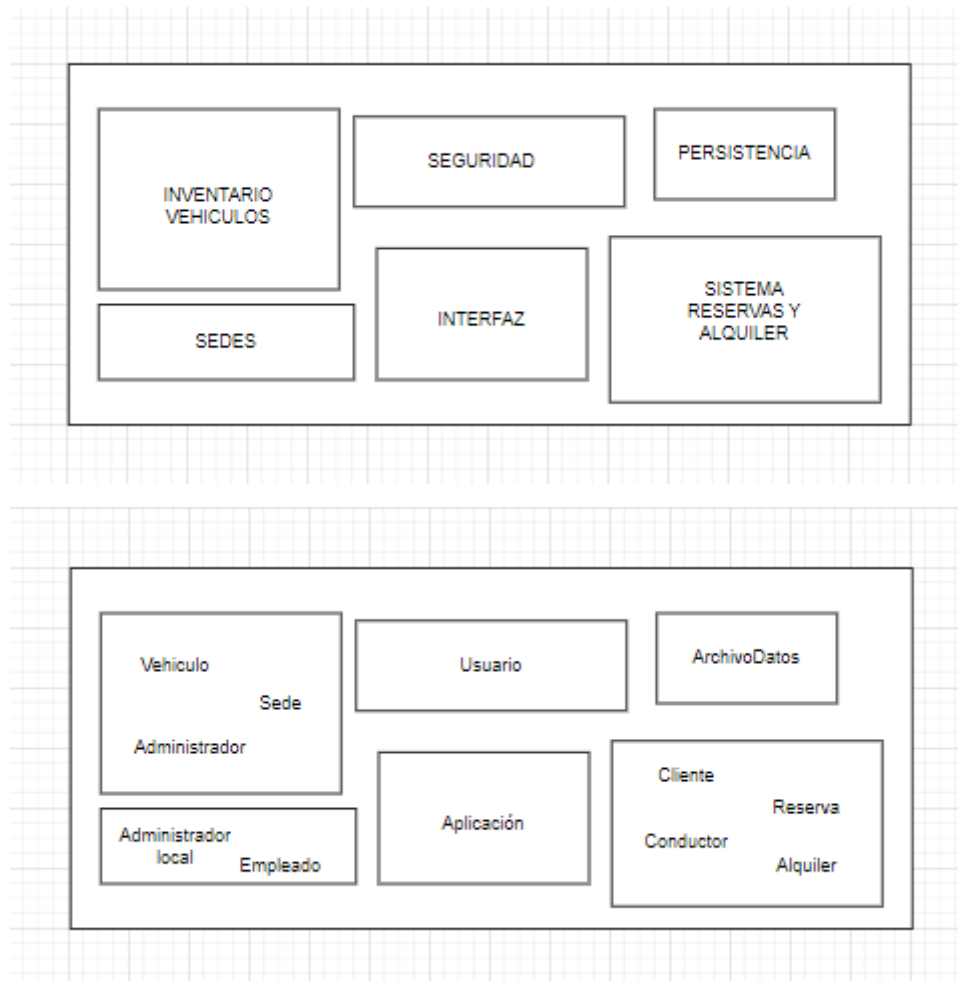 INVENTARIO
VEHICULOS
SEGURIDAD
PERSISTENCIA
SEDES
INTERFAZ
SISTEMA
RESERVAS Y
ALQUILER
Vehiculo
Sede
Administrador
Usuario
ArchivoDatos
Administrador
local
Empleado
Aplicación
Cliente
Reserva
Conductor
Alquiler